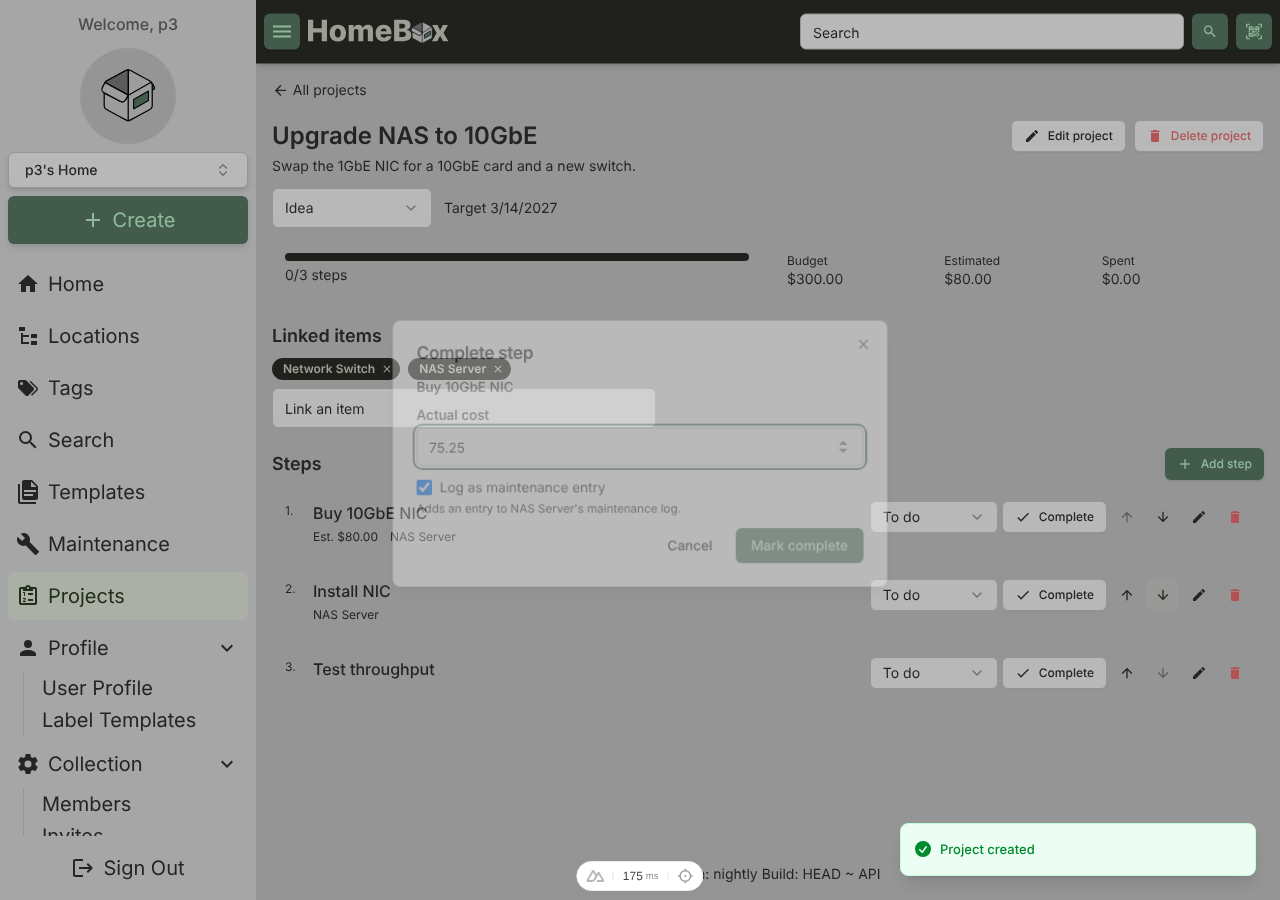 Welcome, p3
p3's Home
Create
Home
Locations
Tags
Search
Templates
Maintenance
Projects
Profile
User Profile
Label Templates
Collection
Members
Invites
Sign Out
HomeBox
Search
All projects
Upgrade NAS to 10GbE
Edit project
Delete project
Swap the 1GbE NIC for a 10GbE card and a new switch.
Idea
Target 3/14/2027
0/3 steps
Budget
$300.00
Estimated
$80.00
Spent
$0.00
Linked items
Network Switch
NAS Server
Link an item
Steps
Add step
1.
Buy 10GbE NIC
Est. $80.00 NAS Server
To do
Complete
2.
Install NIC
NAS Server
To do
Complete
3.
Test throughput
To do
Complete
Complete step
Buy 10GbE NIC
Actual cost
75.25
Log as maintenance entry
Adds an entry to NAS Server's maintenance log.
Cancel
Mark complete
Project created
175 ms
: nightly Build: HEAD ~ API